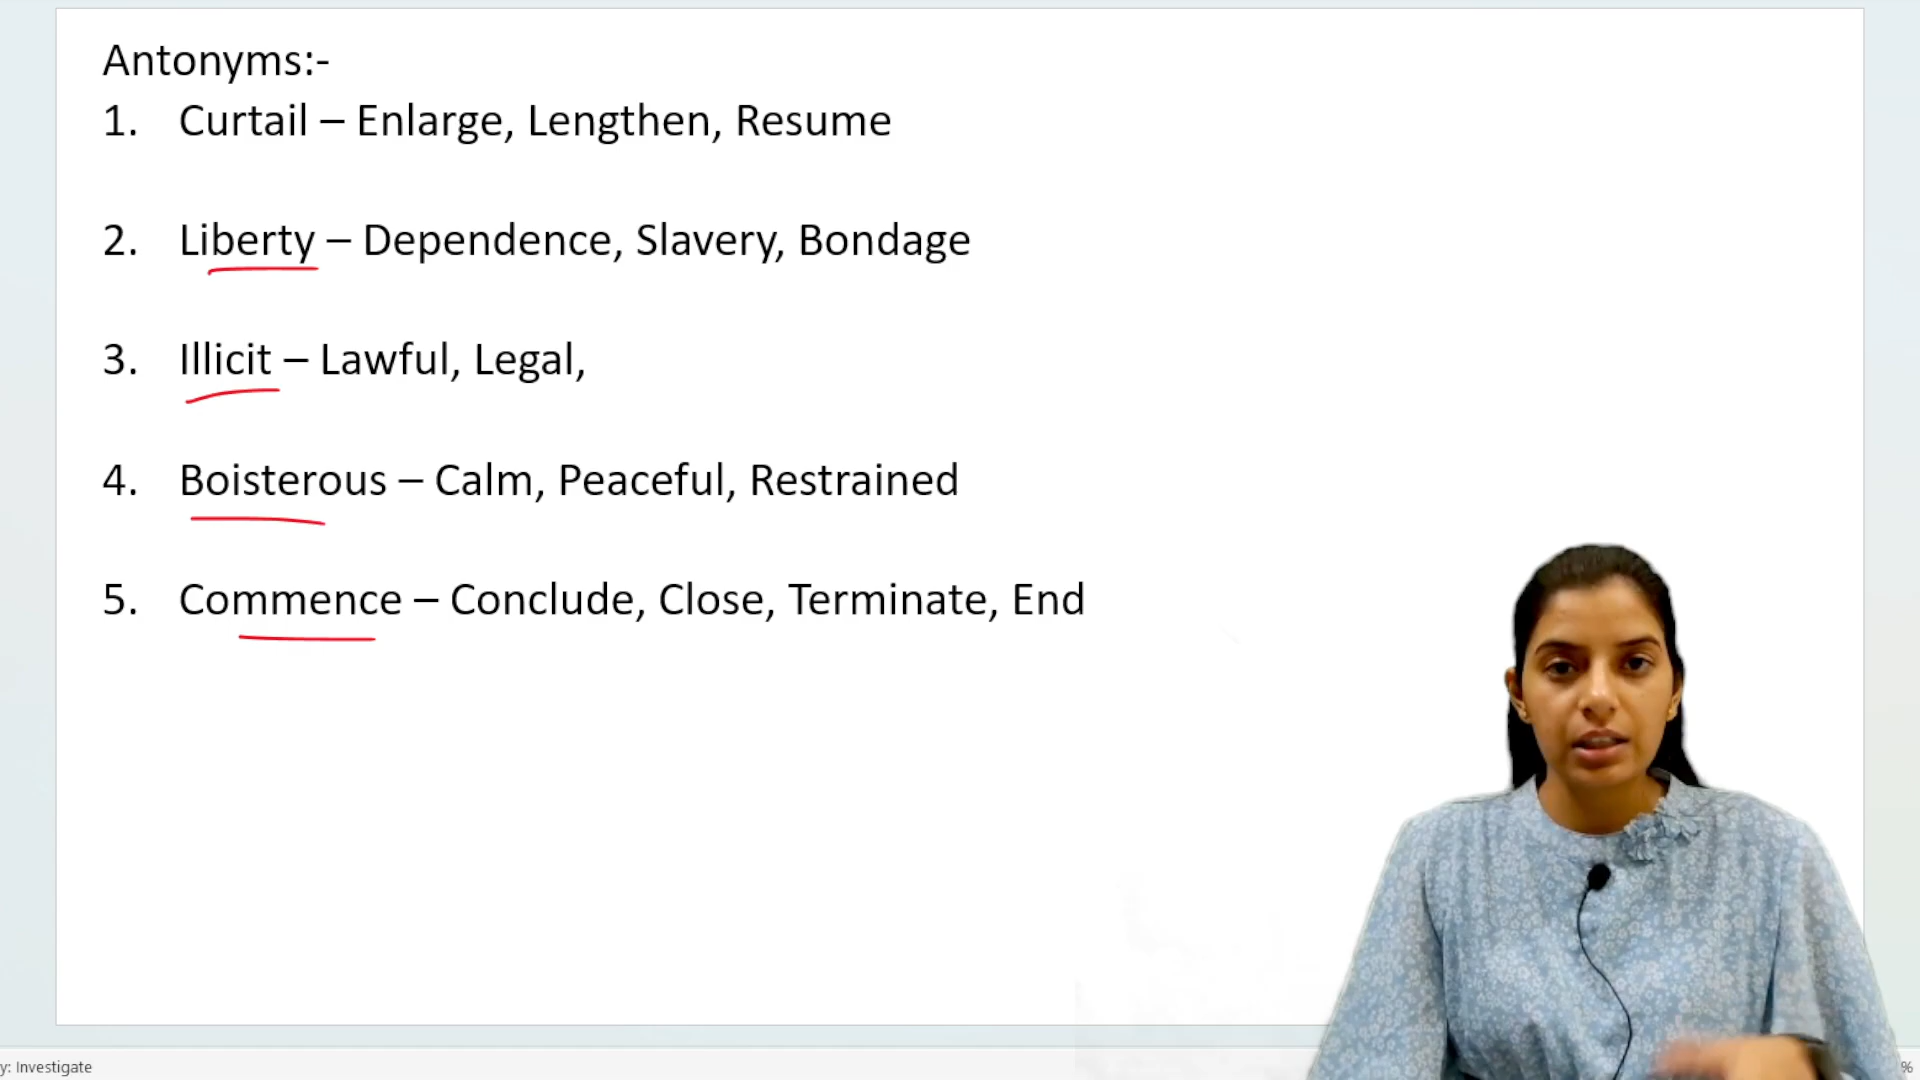 Antonyms:-
1. Curtail – Enlarge, Lengthen, Resume
2. Liberty – Dependence, Slavery, Bondage
3. Illicit – Lawful, Legal,
4. Boisterous – Calm, Peaceful, Restrained
5. Commence – Conclude, Close, Terminate, End
y: Investigate
%